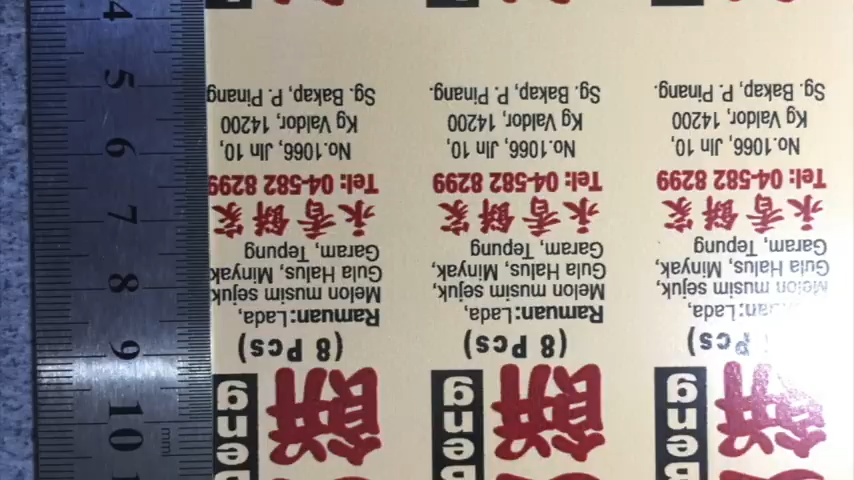 餅
Beng
Pcs)
Lada,
Melon musim sejuk,
Gula Halus, Minyak,
Garam, Tepung
永香餅家
Tel: 04-582 8299
No.1066, Jln 10,
Kg Valdor, 14200
Sg. Bakap, P. Pinang.
餅
Beng
(8 Pcs)
Ramuan: Lada,
Melon musim sejuk,
Gula Halus, Minyak,
Garam, Tepung
永香餅家
Tel: 04-582 8299
No.1066, Jln 10,
Kg Valdor, 14200
Sg. Bakap, P. Pinang.
餅
Beng
(8 Pcs)
Ramuan: Lada,
Melon musim sejuk,
Gula Halus, Minyak
Garam, Tepung
永香餅家
Tel: 04-582 8299
No.1066, Jln 10,
Kg Valdor, 14200
Sg. Bakap, P. Pinang
4
5
6
7
8
9
10
mm